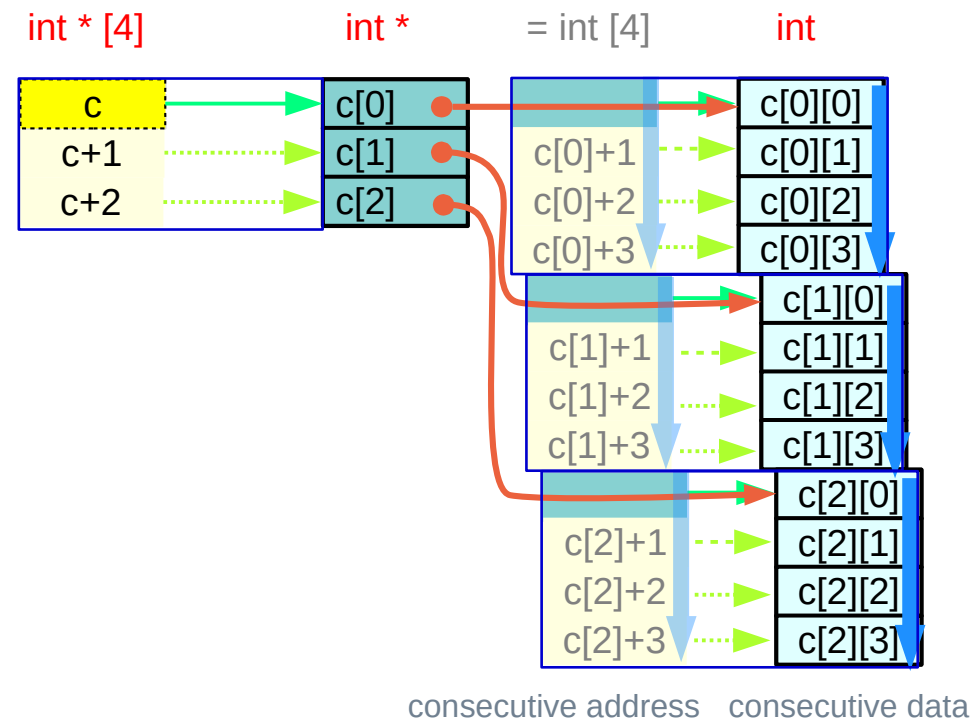 int * [4] int * = int [4] int
c c[0] c[0][0]
c+1 c[1] c[0]+1 c[0][1]
c+2 c[2] c[0]+2 c[0][2]
c[0]+3 c[0][3]
c[1][0]
c[1]+1 c[1][1]
c[1]+2 c[1][2]
c[1]+3 c[1][3]
c[2][0]
c[2]+1 c[2][1]
c[2]+2 c[2][2]
c[2]+3 c[2][3]
consecutive address consecutive data